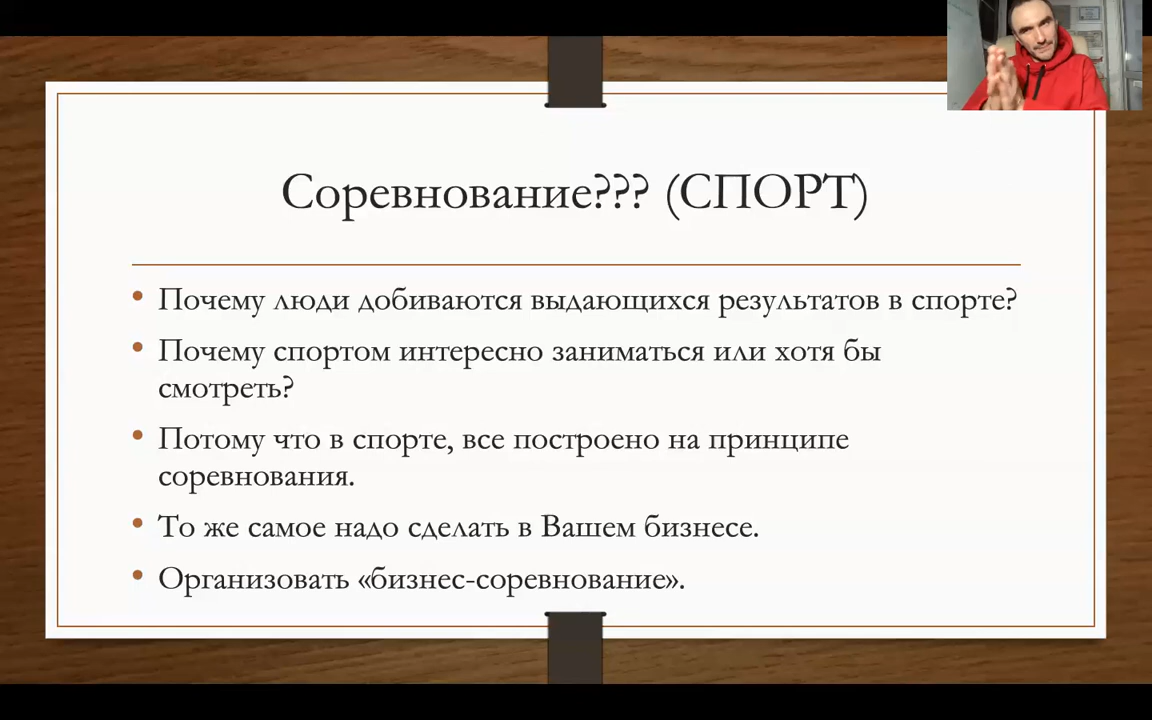 Соревнование??? (СПОРТ)
• Почему люди добиваются выдающихся результатов в спорте?
• Почему спортом интересно заниматься или хотя бы
смотреть?
• Потому что в спорте, все построено на принципе
соревнования.
• То же самое надо сделать в Вашем бизнесе.
• Организовать «бизнес-соревнование».